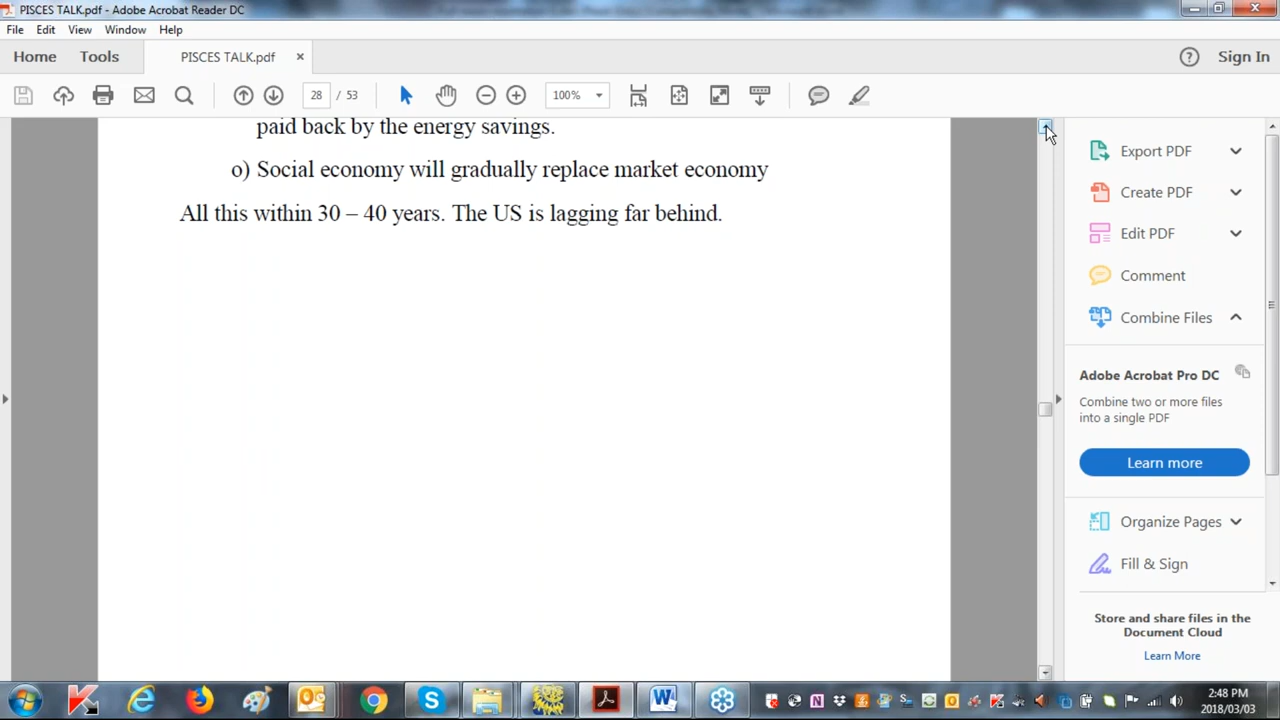 PISCES TALK.pdf - Adobe Acrobat Reader DC
File Edit View Window Help
Home Tools PISCES TALK.pdf × ? Sign In
28 / 53 100%
paid back by the energy savings.
o) Social economy will gradually replace market economy
All this within 30 – 40 years. The US is lagging far behind.
Export PDF
Create PDF
Edit PDF
Comment
Combine Files
Adobe Acrobat Pro DC
Combine two or more files
into a single PDF
Learn more
Organize Pages
Fill & Sign
Store and share files in the
Document Cloud
Learn More
2:48 PM
2018/03/03